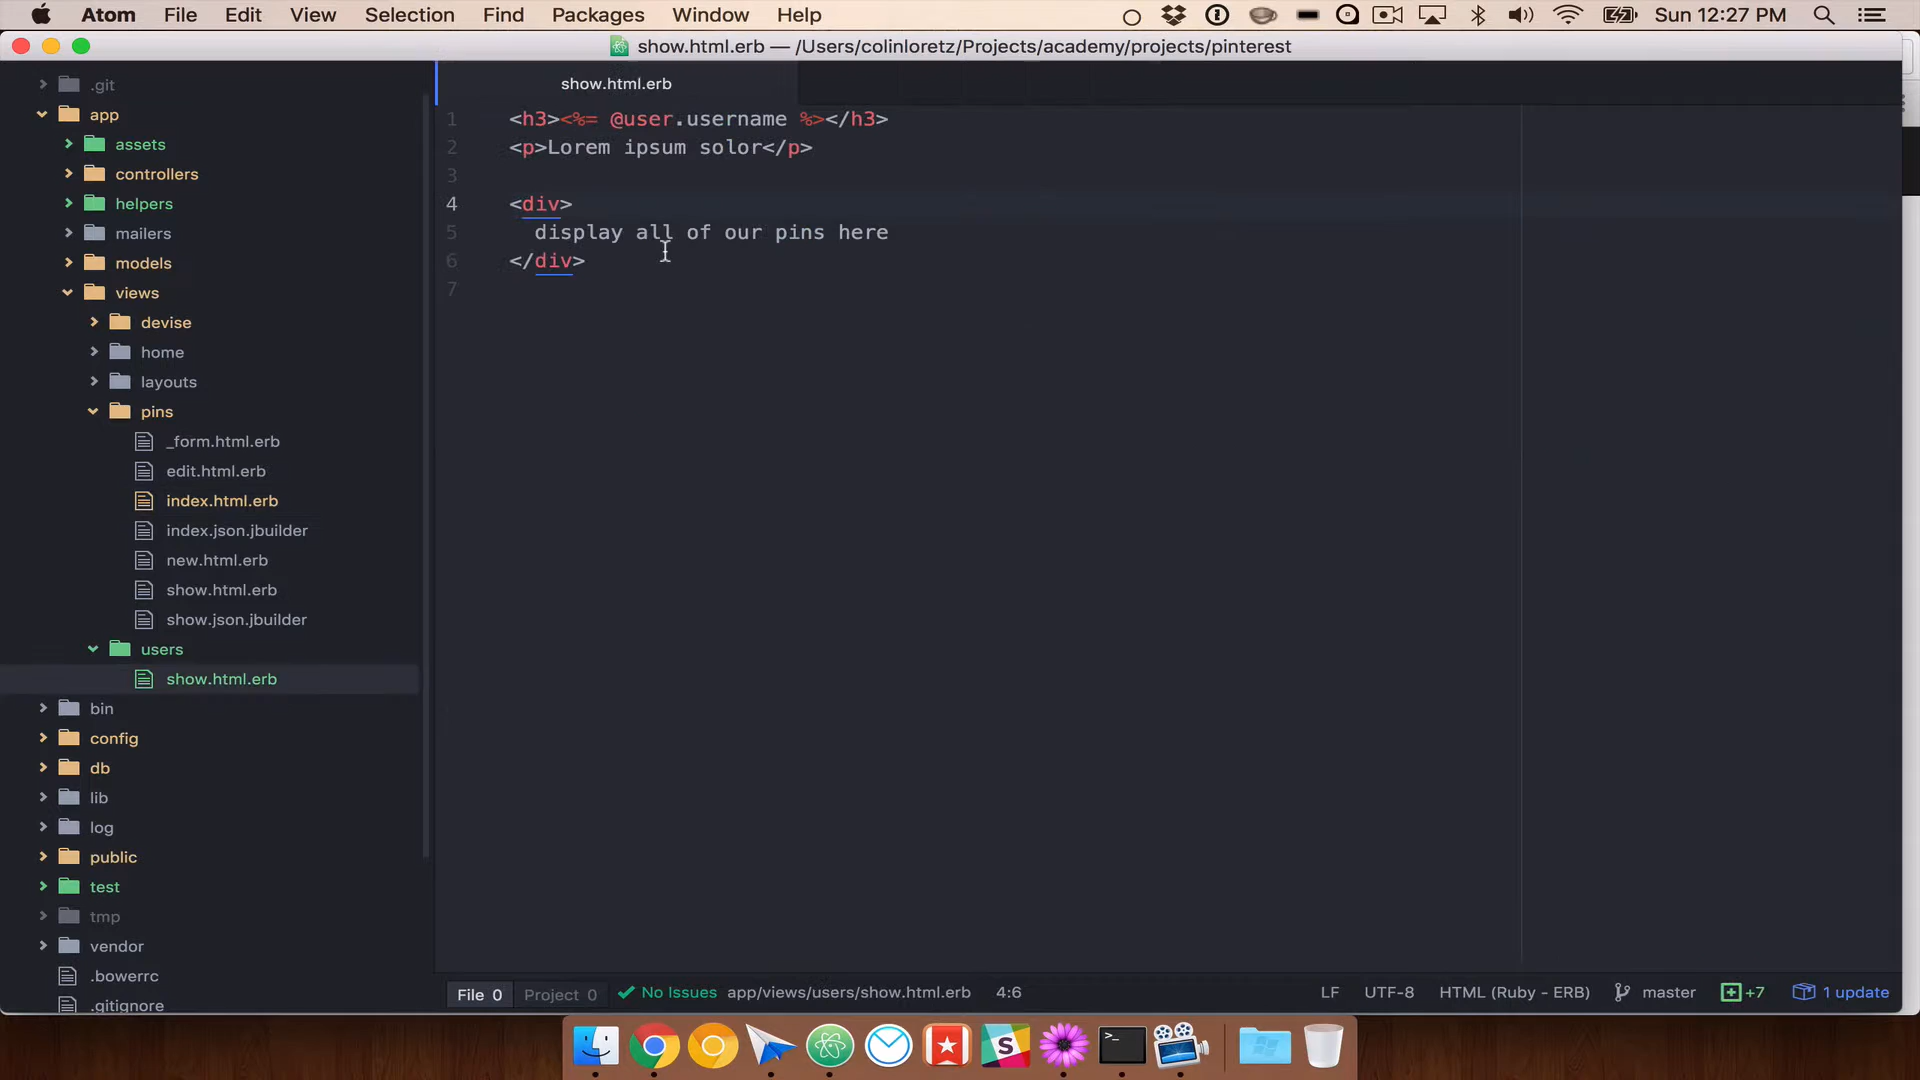 Atom File Edit View Selection Find Packages Window Help Sun 12:27 PM
show.html.erb — /Users/colinloretz/Projects/academy/projects/pinterest
.git
app
assets
controllers
helpers
mailers
models
views
devise
home
layouts
pins
_form.html.erb
edit.html.erb
index.html.erb
index.json.jbuilder
new.html.erb
show.html.erb
show.json.jbuilder
users
show.html.erb
bin
config
db
lib
log
public
test
tmp
vendor
.bowerrc
.gitignore
show.html.erb
1 <h3><%= @user.username %></h3>
2 <p>Lorem ipsum solor</p>
3
4 <div>
5 display all of our pins here
6 </div>
7
File 0 Project 0 No Issues app/views/users/show.html.erb 4:6 LF UTF-8 HTML (Ruby - ERB) master +7 1 update